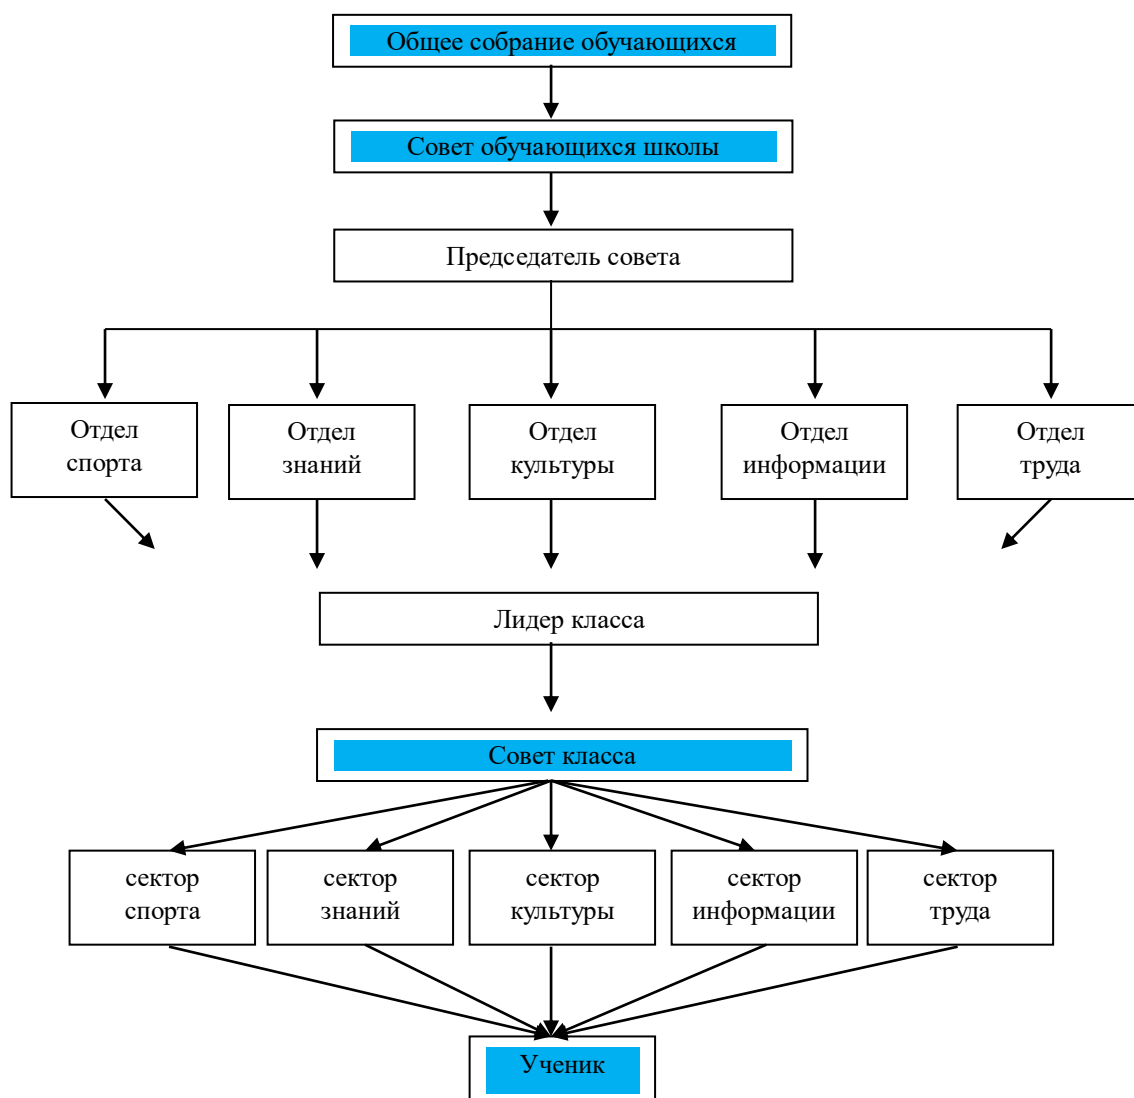 Общее собрание обучающихся
Совет обучающихся школы
Председатель совета
Отдел
спорта
Отдел
знаний
Отдел
культуры
Отдел
информации
Отдел
труда
Лидер класса
Совет класса
сектор
спорта
сектор
знаний
сектор
культуры
сектор
информации
сектор
труда
Ученик